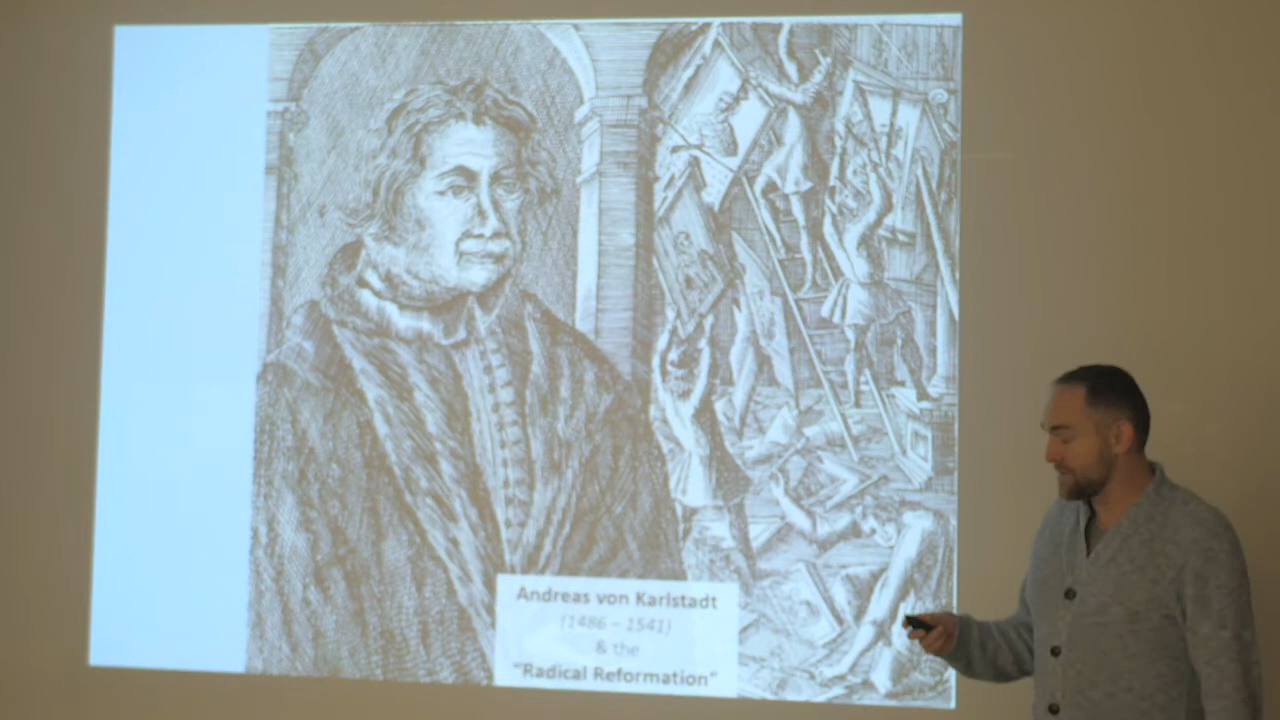 Andreas von Karlstadt
(1486 – 1541)
& the
"Radical Reformation"